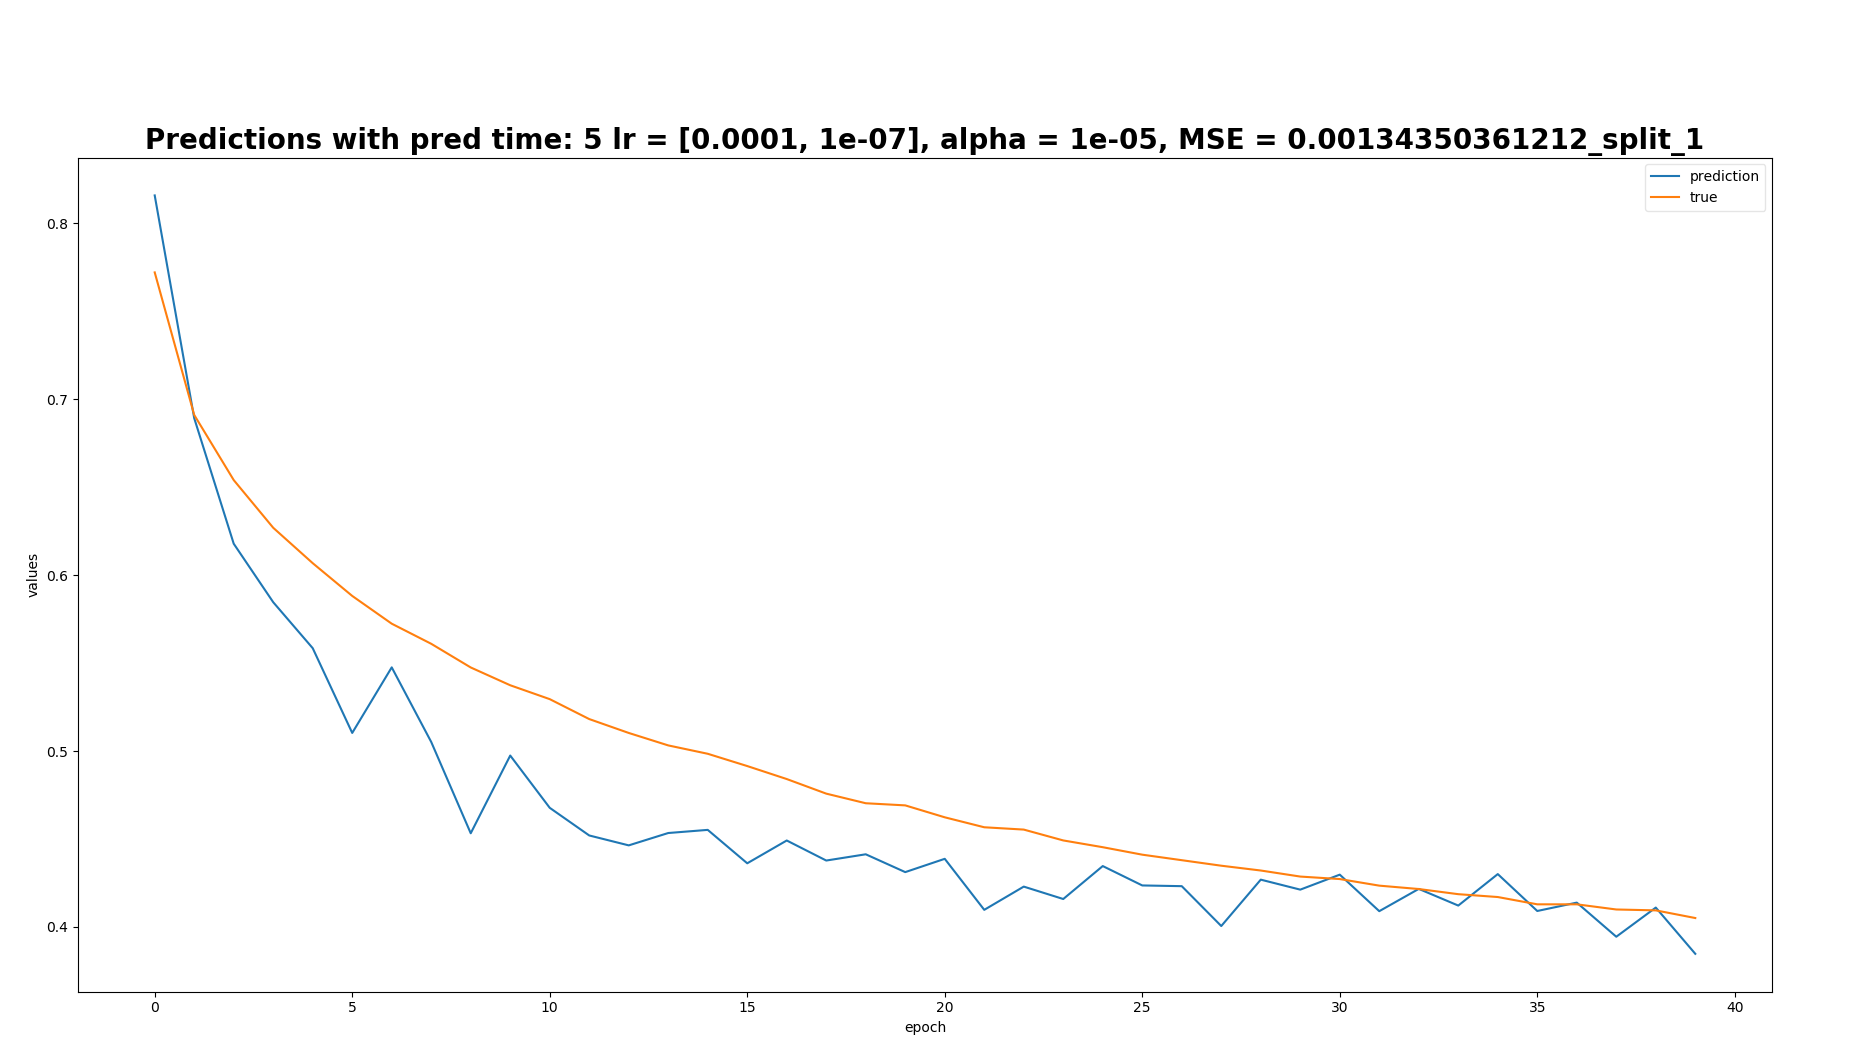 Predictions with pred time: 5 lr = [0.0001, 1e-07], alpha = 1e-05, MSE = 0.00134350361212_split_1
prediction
true
0.8
0.7
0.6
0.5
0.4
values
0 5 10 15 20 25 30 35 40
epoch